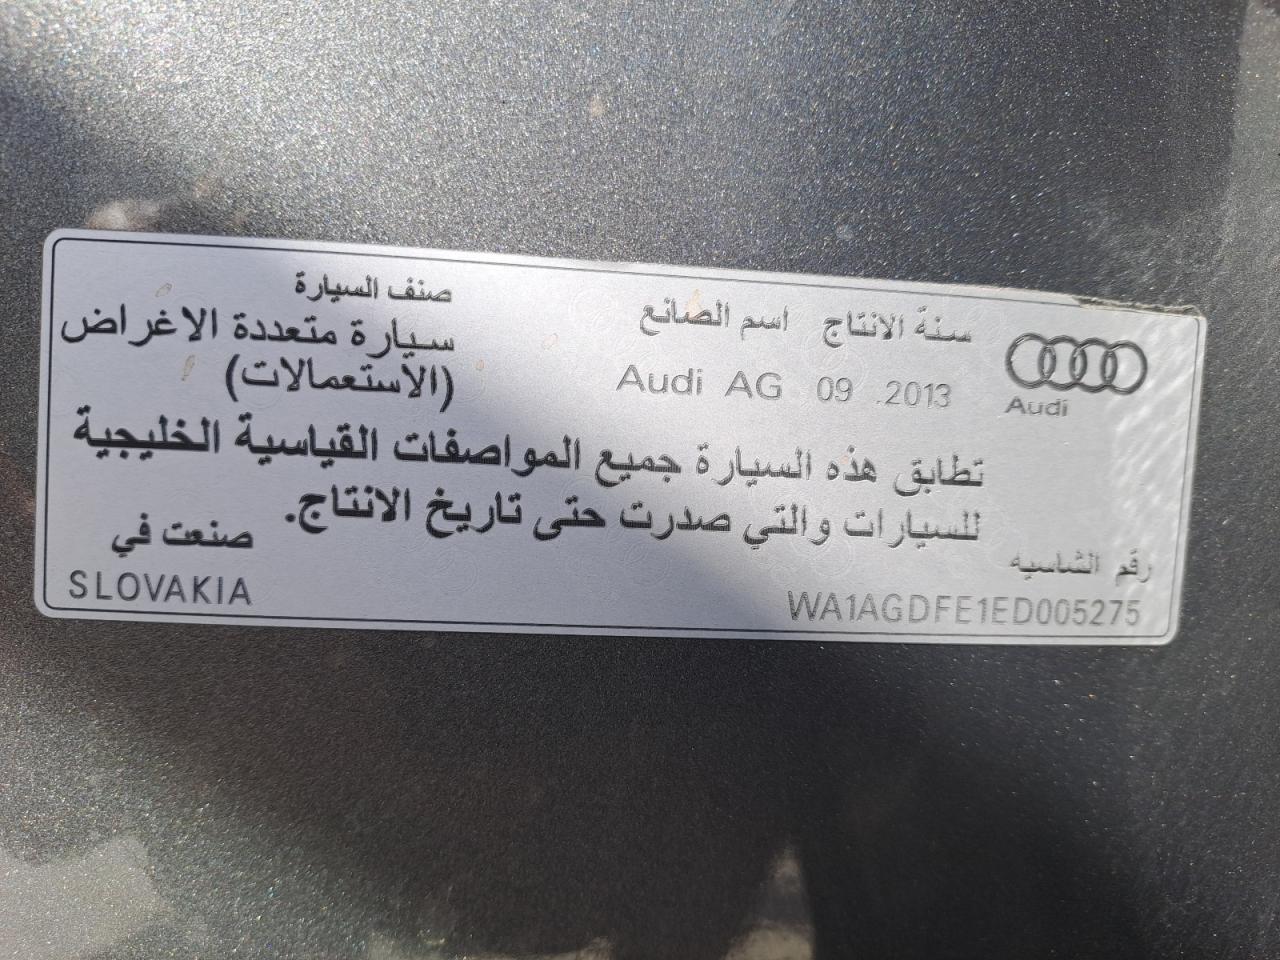 صنف السيارة
سيارة متعددة الاغراض
(الاستعمالات)
سنة الانتاج اسم الصانع
Audi AG 09 .2013
Audi
تطابق هذه السيارة جميع المواصفات القياسية الخليجية
للسيارات والتي صدرت حتى تاريخ الانتاج.
صنعت في
SLOVAKIA
رقم الشاسيه
WA1AGDFE1ED005275